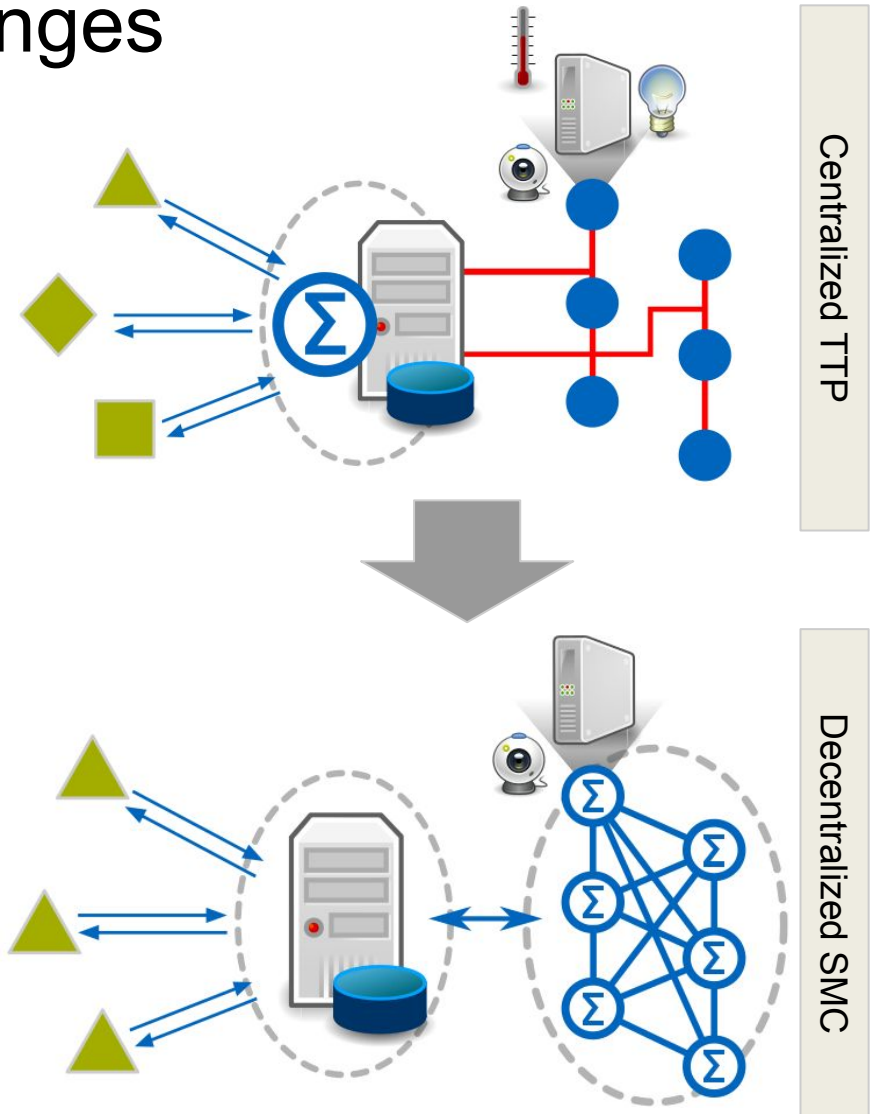 nges
Centralized TTP
Σ
Decentralized SMC
Σ
Σ
Σ
Σ
Σ
Σ